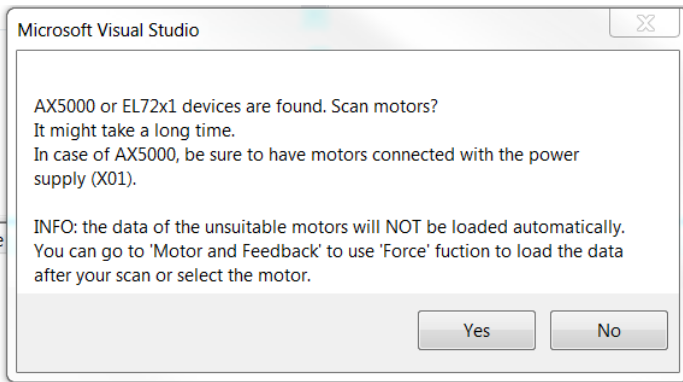 Microsoft Visual Studio
AX5000 or EL72x1 devices are found. Scan motors?
It might take a long time.
In case of AX5000, be sure to have motors connected with the power
supply (X01).
INFO: the data of the unsuitable motors will NOT be loaded automatically.
You can go to 'Motor and Feedback' to use 'Force' fuction to load the data
after your scan or select the motor.
e
Yes
No